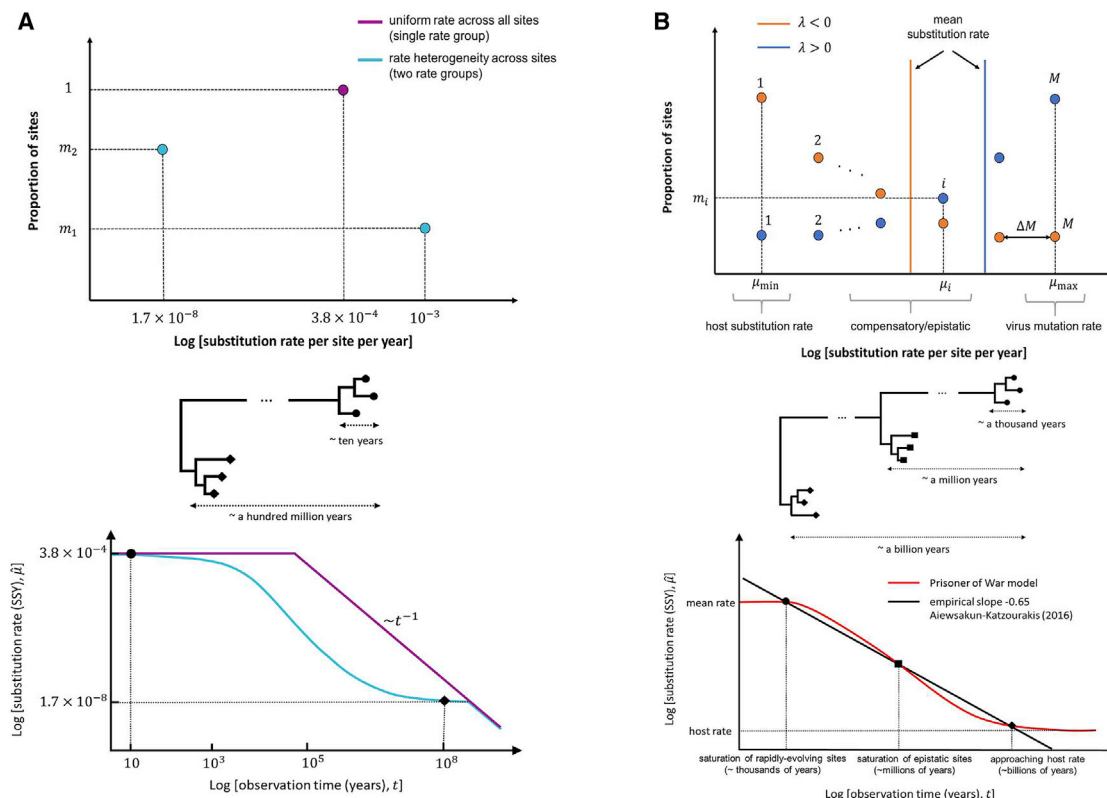 A
uniform rate across all sites
(single rate group)
rate heterogeneity across sites
(two rate groups)
Proportion of sites
1
m₂
m₁
1.7 × 10⁻⁸
3.8 × 10⁻⁴
10⁻³
Log [substitution rate per site per year]
...
~ ten years
~ a hundred million years
Log [substitution rate (SSY), μ̂]
3.8 × 10⁻⁴
1.7 × 10⁻⁸
~t⁻¹
10
10³
10⁵
10⁸
Log [observation time (years), t]
B
λ < 0
λ > 0
mean
substitution rate
Proportion of sites
1
M
2
mᵢ
i
1
2
ΔM
M
μmin
μᵢ
μmax
host substitution rate
compensatory/epistatic
virus mutation rate
Log [substitution rate per site per year]
...
...
~ a thousand years
~ a million years
~ a billion years
Log [substitution rate (SSY), μ̂]
Prisoner of War model
empirical slope -0.65
Aiewsakun-Katzourakis (2016)
mean rate
host rate
saturation of rapidly-evolving sites
(~ thousands of years)
saturation of epistatic sites
(~millions of years)
approaching host rate
(~billions of years)
Log [observation time (years), t]